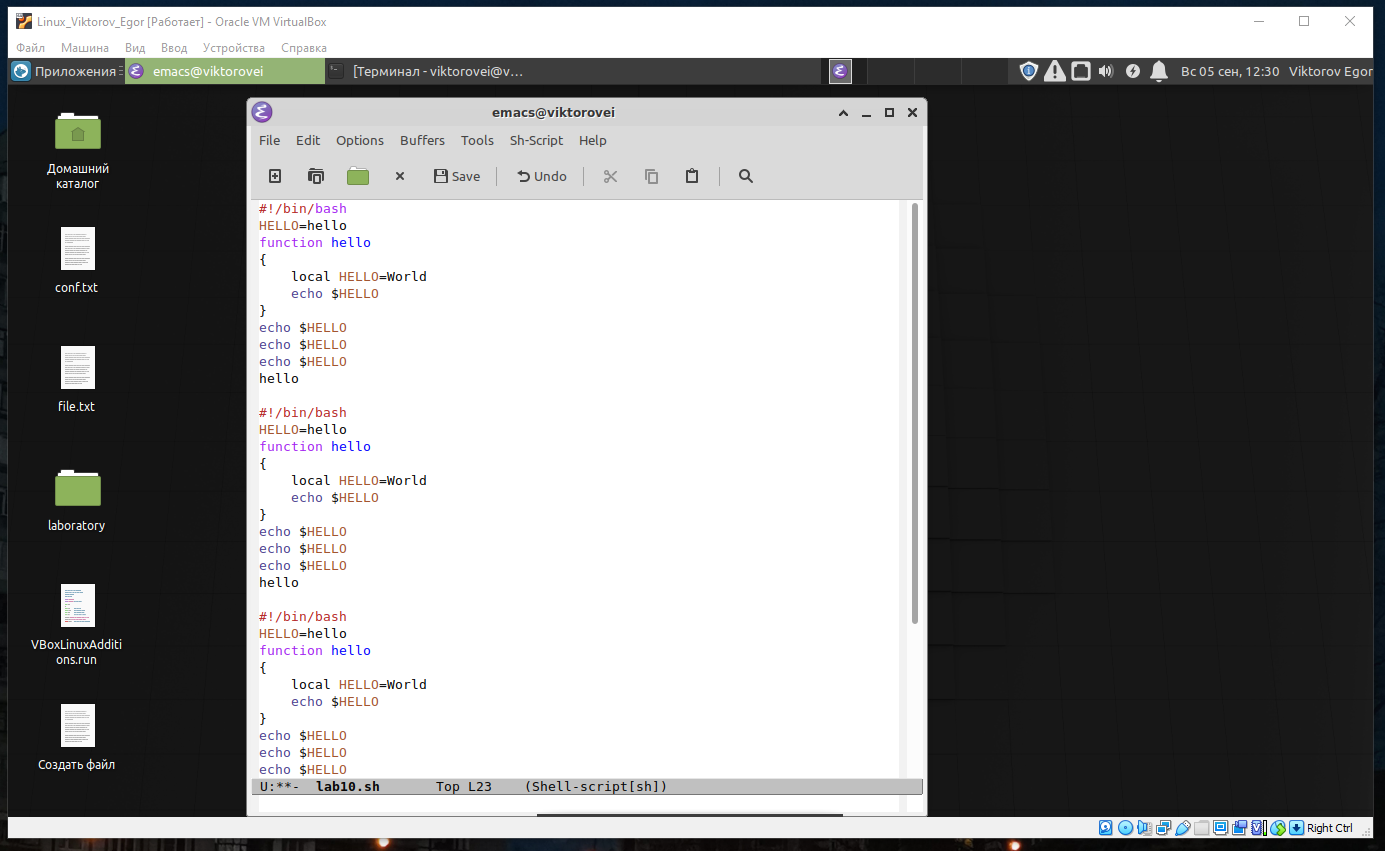 Linux_Viktorov_Egor [Работает] - Oracle VM VirtualBox
Файл Машина Вид Ввод Устройства Справка
Приложения emacs@viktorovei [Терминал - viktorovei@v... Вс 05 сен, 12:30 Viktorov Egor
Домашний каталог
conf.txt
file.txt
laboratory
VBoxLinuxAdditi
ons.run
Создать файл
emacs@viktorovei
File Edit Options Buffers Tools Sh-Script Help
Save Undo
#!/bin/bash
HELLO=hello
function hello
{
    local HELLO=World
    echo $HELLO
}
echo $HELLO
echo $HELLO
echo $HELLO
hello

#!/bin/bash
HELLO=hello
function hello
{
    local HELLO=World
    echo $HELLO
}
echo $HELLO
echo $HELLO
echo $HELLO
hello

#!/bin/bash
HELLO=hello
function hello
{
    local HELLO=World
    echo $HELLO
}
echo $HELLO
echo $HELLO
echo $HELLO
U:**- lab10.sh Top L23 (Shell-script[sh])
Right Ctrl